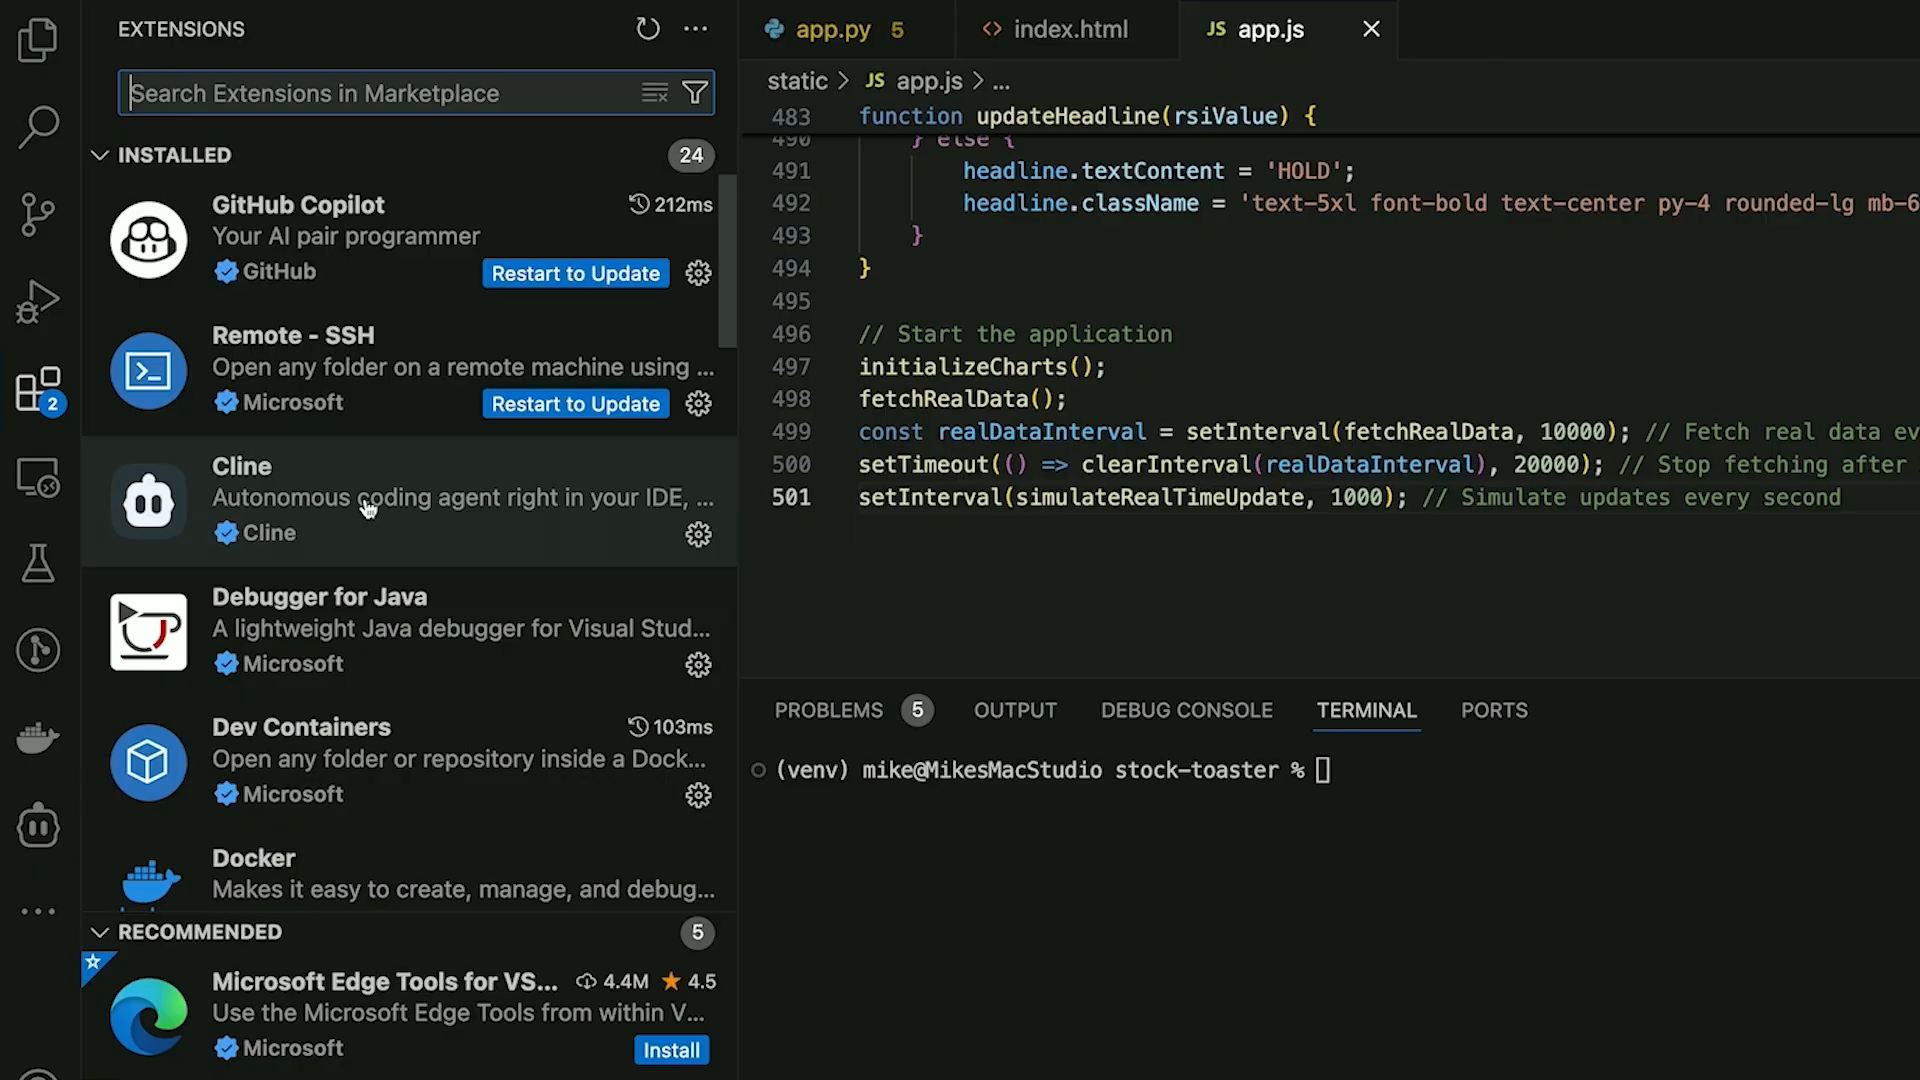 EXTENSIONS
Search Extensions in Marketplace
INSTALLED
24
GitHub Copilot
212ms
Your AI pair programmer
GitHub
Restart to Update
Remote - SSH
Open any folder on a remote machine using ...
Microsoft
Restart to Update
2
Cline
Autonomous coding agent right in your IDE, ...
Cline
Debugger for Java
A lightweight Java debugger for Visual Stud...
Microsoft
Dev Containers
103ms
Open any folder or repository inside a Dock...
Microsoft
Docker
Makes it easy to create, manage, and debug...
RECOMMENDED
5
Microsoft Edge Tools for VS...
4.4M
4.5
Use the Microsoft Edge Tools from within V...
Microsoft
Install
app.py 5
index.html
JS app.js
static > JS app.js > ...
483 function updateHeadline(rsiValue) {
490 } else {
491 headline.textContent = 'HOLD';
492 headline.className = 'text-5xl font-bold text-center py-4 rounded-lg mb-6
493 }
494 }
495
496 // Start the application
497 initializeCharts();
498 fetchRealData();
499 const realDataInterval = setInterval(fetchRealData, 10000); // Fetch real data ev
500 setTimeout(() => clearInterval(realDataInterval), 20000); // Stop fetching after
501 setInterval(simulateRealTimeUpdate, 1000); // Simulate updates every second
PROBLEMS 5 OUTPUT DEBUG CONSOLE TERMINAL PORTS
(venv) mike@MikesMacStudio stock-toaster %